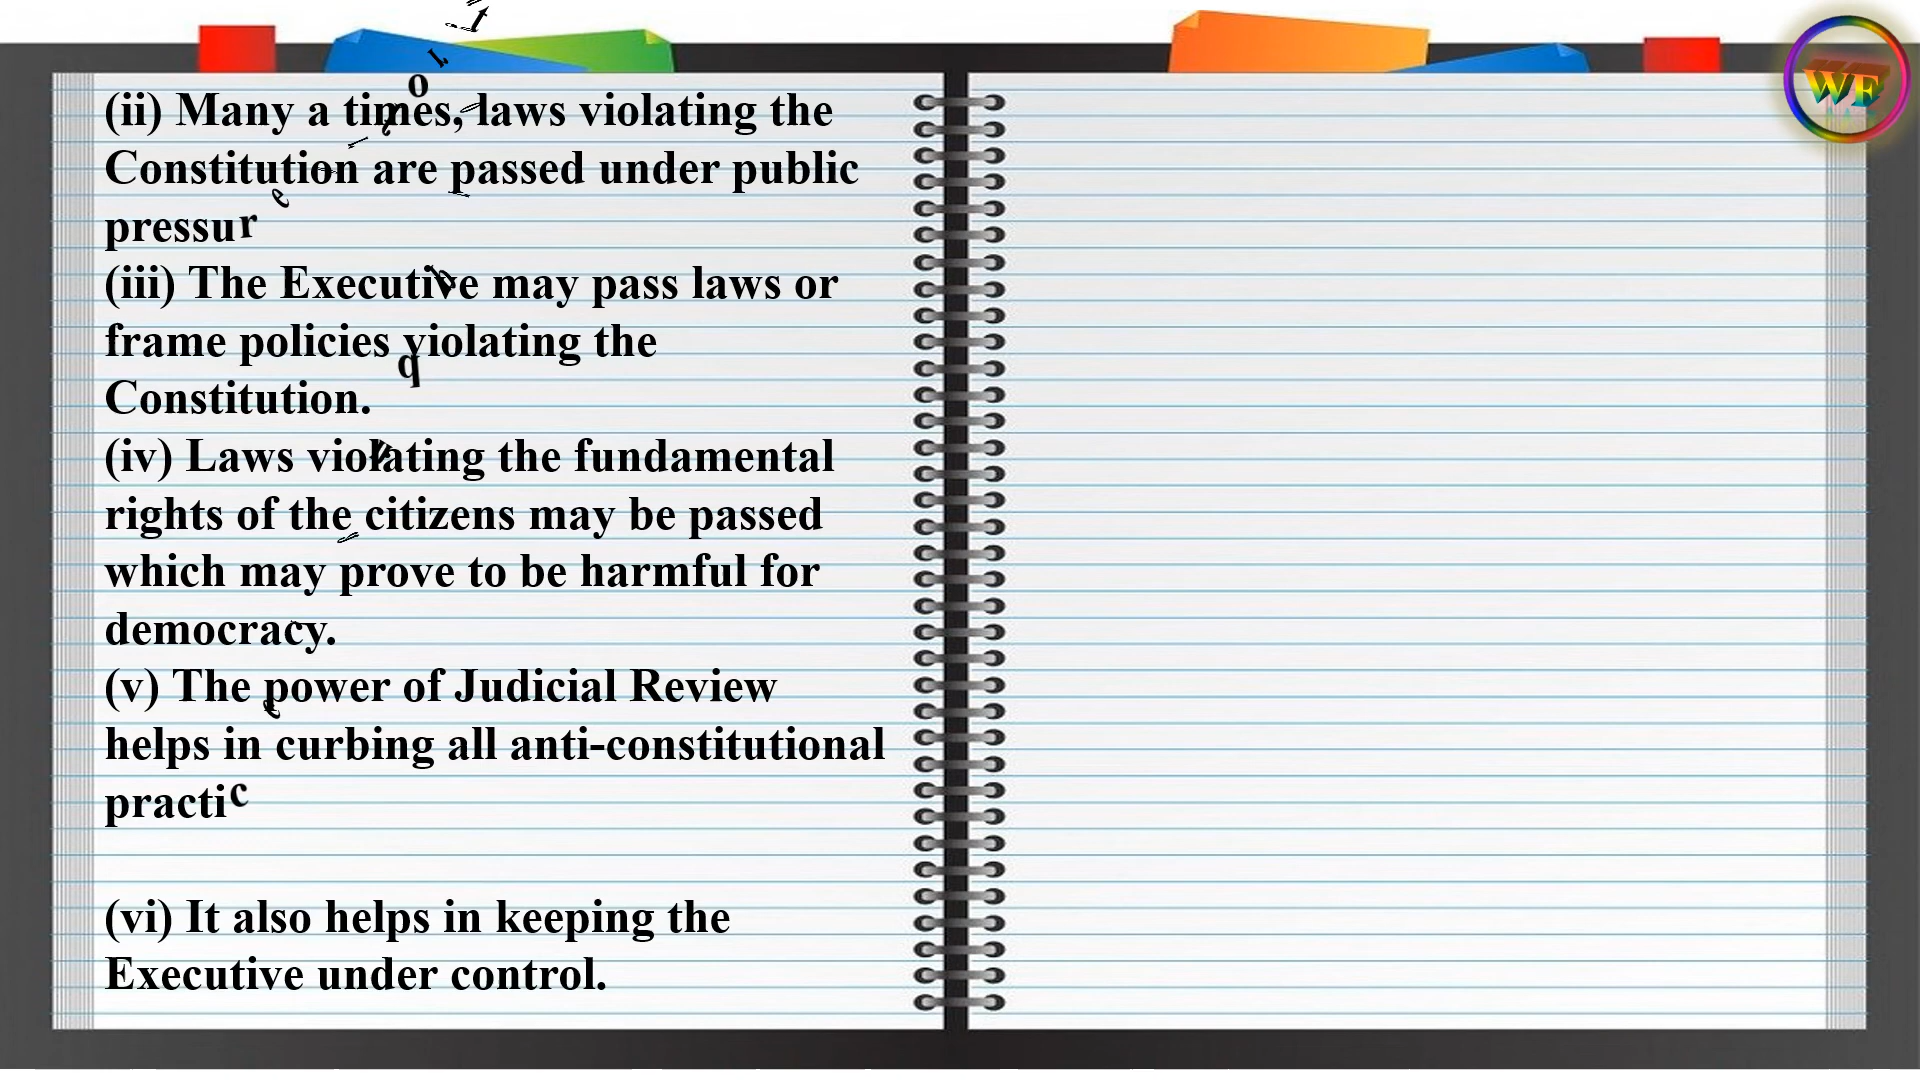 (ii) Many a times, laws violating the
Constitution are passed under public
pressur
(iii) The Executive may pass laws or
frame policies violating the
Constitution.
(iv) Laws violating the fundamental
rights of the citizens may be passed
which may prove to be harmful for
democracy.
(v) The power of Judicial Review
helps in curbing all anti-constitutional
practic
(vi) It also helps in keeping the
Executive under control.
WE